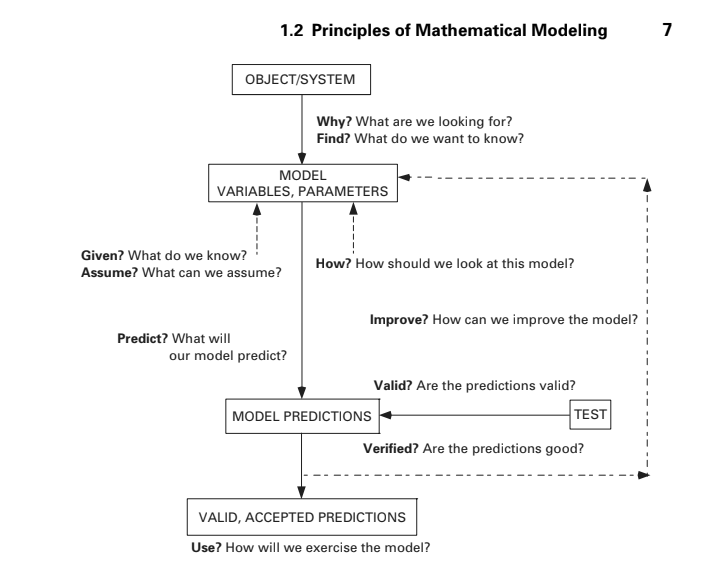 1.2 Principles of Mathematical Modeling 7
OBJECT/SYSTEM
Why? What are we looking for?
Find? What do we want to know?
MODEL
VARIABLES, PARAMETERS
Given? What do we know?
Assume? What can we assume?
How? How should we look at this model?
Improve? How can we improve the model?
Predict? What will
our model predict?
Valid? Are the predictions valid?
MODEL PREDICTIONS
TEST
Verified? Are the predictions good?
VALID, ACCEPTED PREDICTIONS
Use? How will we exercise the model?